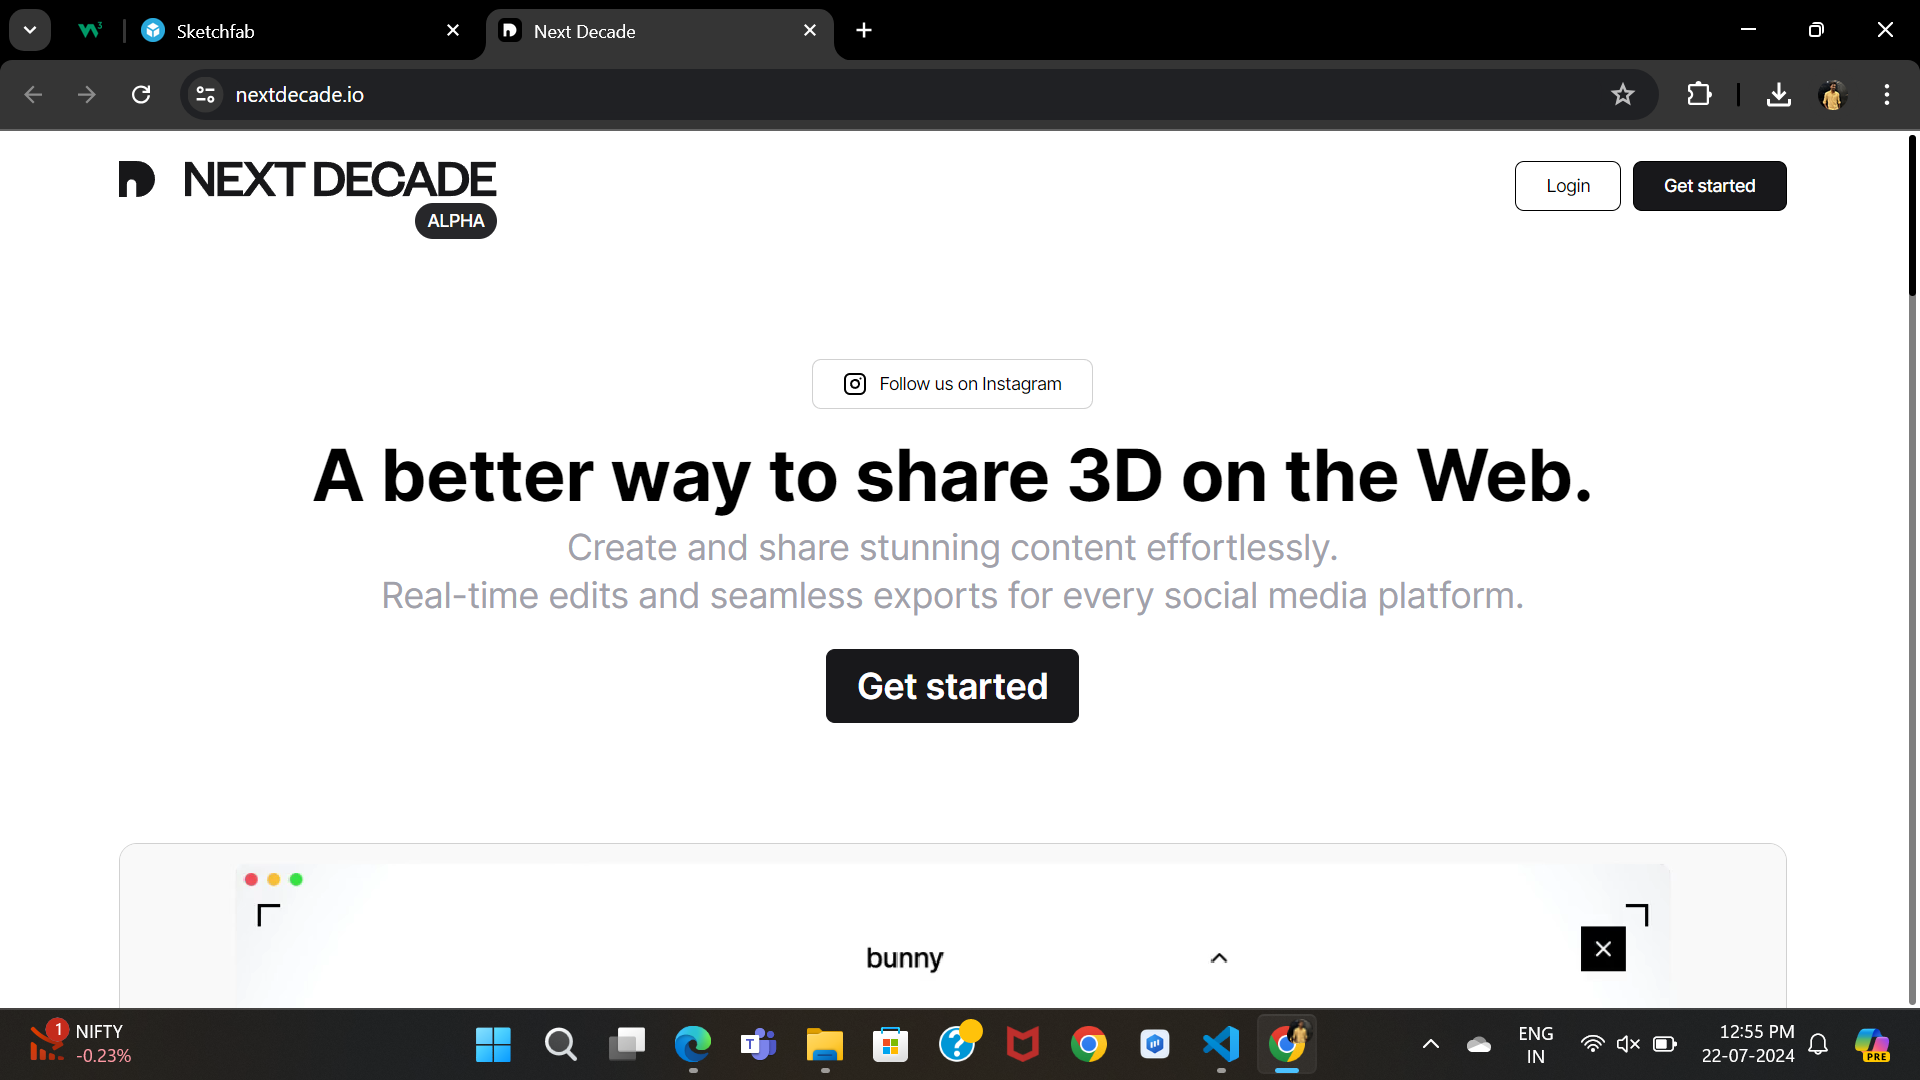 Sketchfab
Next Decade
nextdecade.io
NEXT DECADE
ALPHA
Login
Get started
Follow us on Instagram
A better way to share 3D on the Web.
Create and share stunning content effortlessly.
Real-time edits and seamless exports for every social media platform.
Get started
bunny
1
NIFTY
-0.23%
T
?
ENG
IN
12:55 PM
22-07-2024
PRE